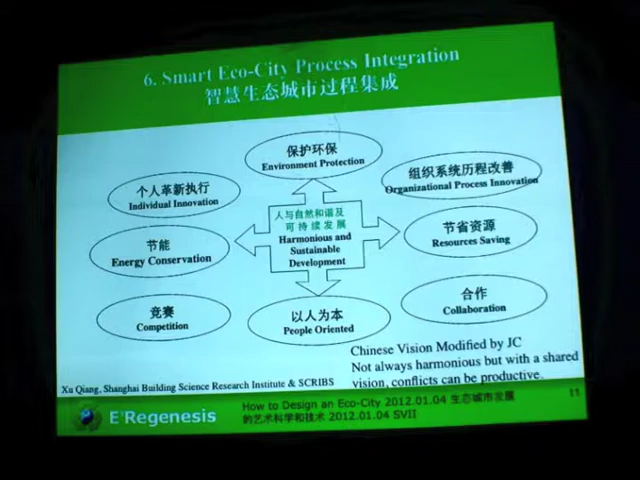 6. Smart Eco-City Process Integration
智慧生态城市过程集成
保护环保
Environment Protection
组织系统历程改善
Organizational Process Innovation
个人革新执行
Individual Innovation
人与自然和谐及
可持续发展
Harmonious and
Sustainable
Development
节省资源
Resources Saving
节能
Energy Conservation
合作
Collaboration
竞赛
Competition
以人为本
People Oriented
Chinese Vision Modified by JC
Not always harmonious but with a shared
vision, conflicts can be productive.
Xu Qiang, Shanghai Building Science Research Institute & SCRIBS
E³Regenesis
How to Design an Eco-City 2012.01.04 生态城市发展
的艺术科学和技术 2012.01.04 SVII
11